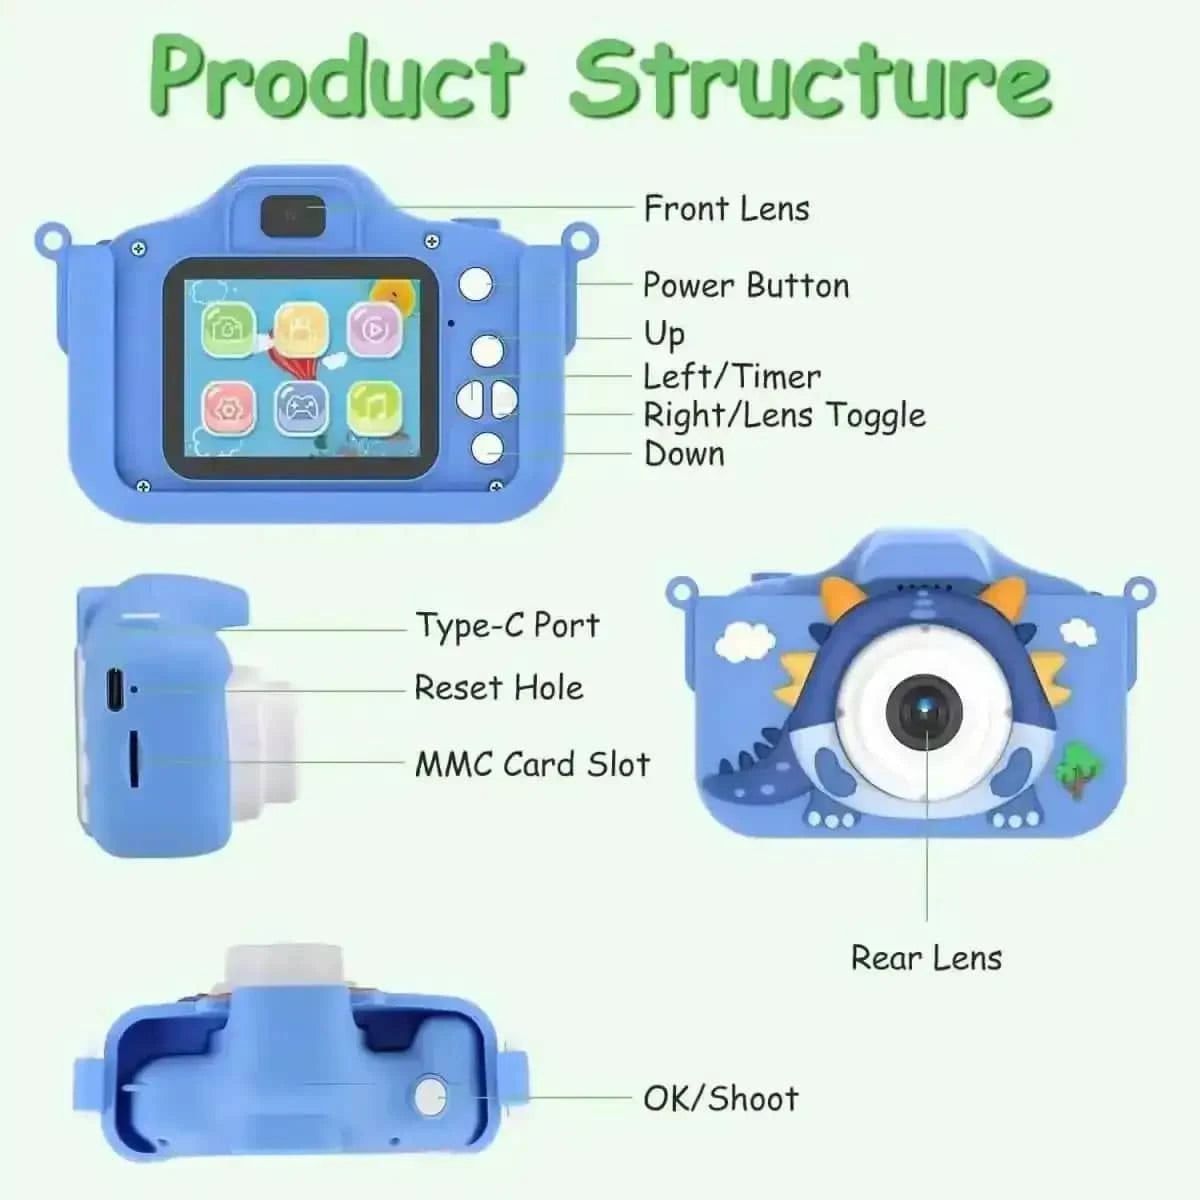 Product Structure
Front Lens
Power Button
Up
Left/Timer
Right/Lens Toggle
Down
Type-C Port
Reset Hole
MMC Card Slot
Rear Lens
OK/Shoot